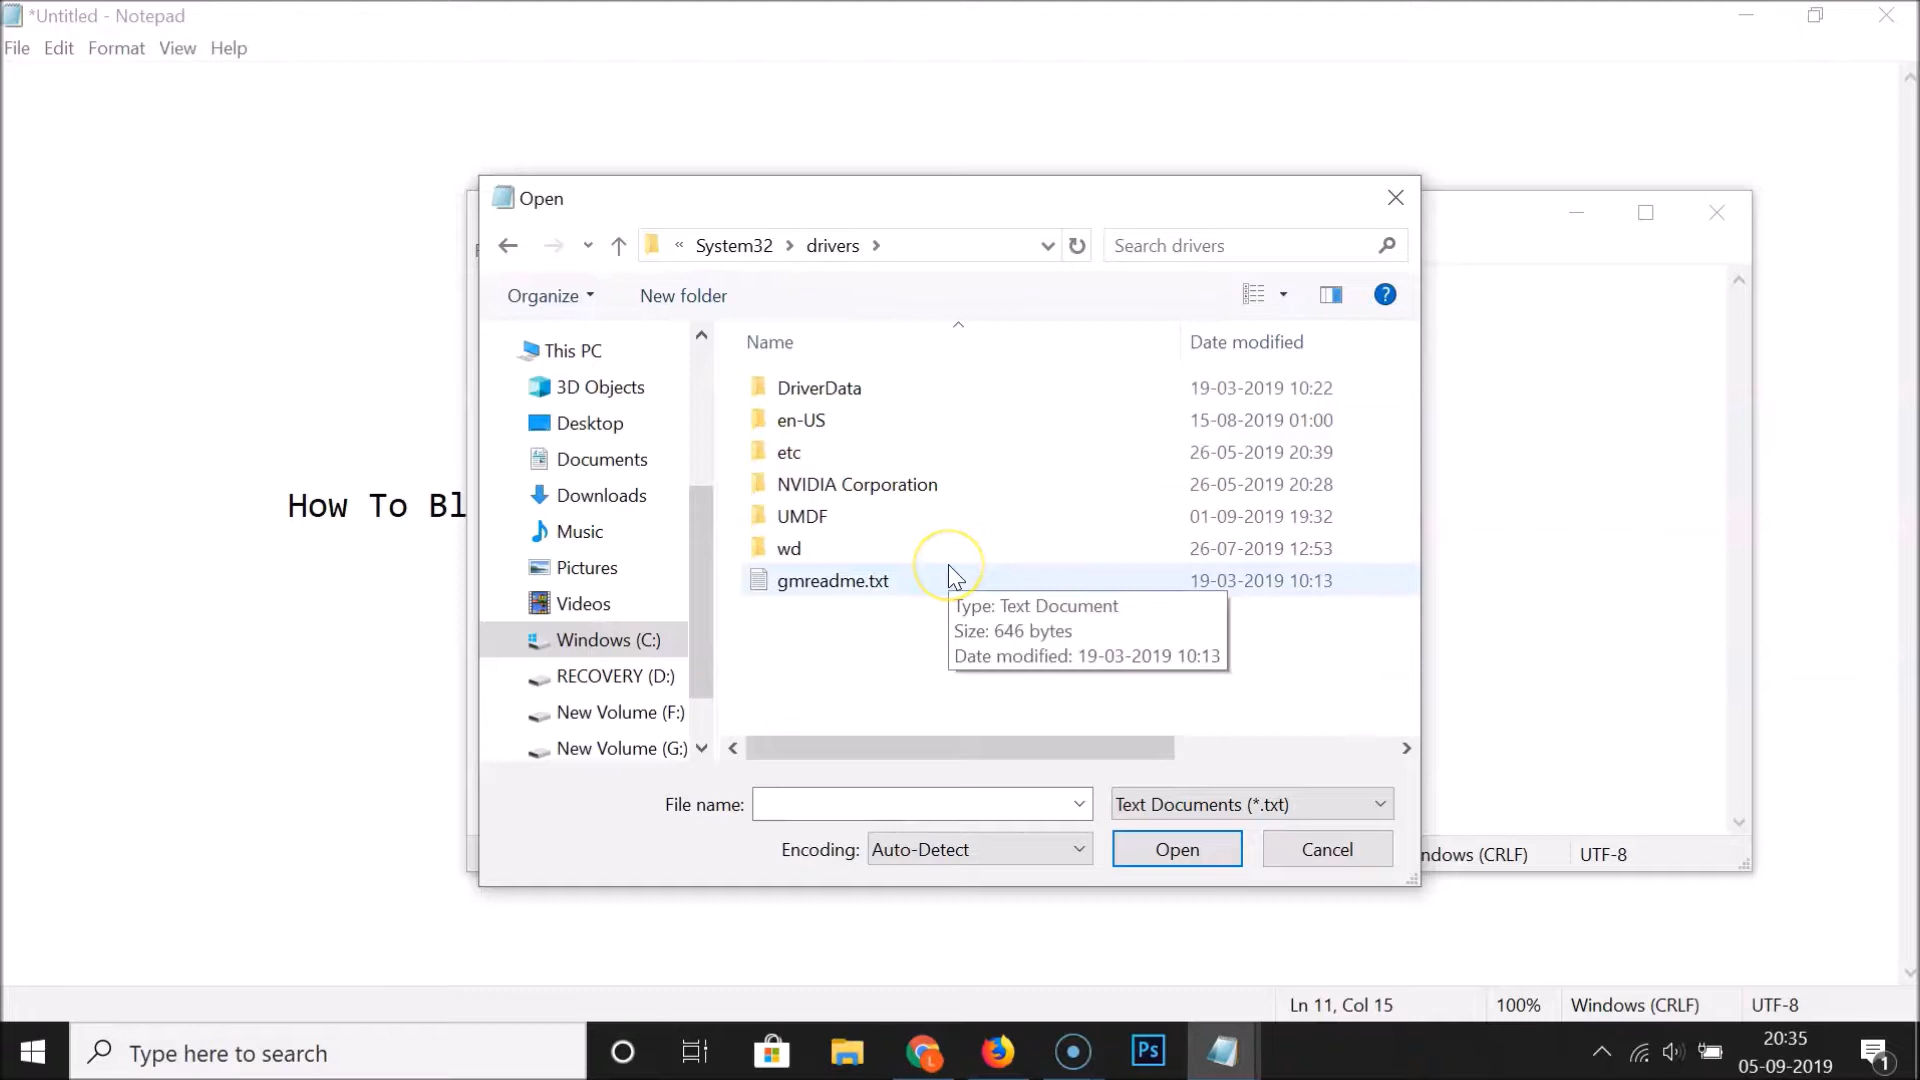 *Untitled - Notepad
File Edit Format View Help
Open
« System32 > drivers >
Search drivers
Organize
New folder
?
Name
Date modified
This PC
3D Objects
Desktop
Documents
Downloads
Music
Pictures
Videos
Windows (C:)
RECOVERY (D:)
New Volume (F:)
New Volume (G:)
DriverData 19-03-2019 10:22
en-US 15-08-2019 01:00
etc 26-05-2019 20:39
NVIDIA Corporation 26-05-2019 20:28
UMDF 01-09-2019 19:32
wd 26-07-2019 12:53
gmreadme.txt 19-03-2019 10:13
Type: Text Document
Size: 646 bytes
Date modified: 19-03-2019 10:13
How To Bl
File name:
Text Documents (*.txt)
Encoding: Auto-Detect
Open
Cancel
ndows (CRLF) UTF-8
Ln 11, Col 15 100% Windows (CRLF) UTF-8
Type here to search
Ps
20:35
05-09-2019
1